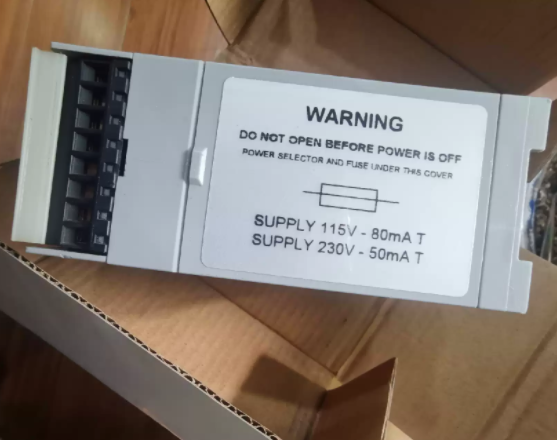 WARNING
DO NOT OPEN BEFORE POWER IS OFF
POWER SELECTOR AND FUSE UNDER THIS COVER
SUPPLY 115V - 80mA T
SUPPLY 230V - 50mA T